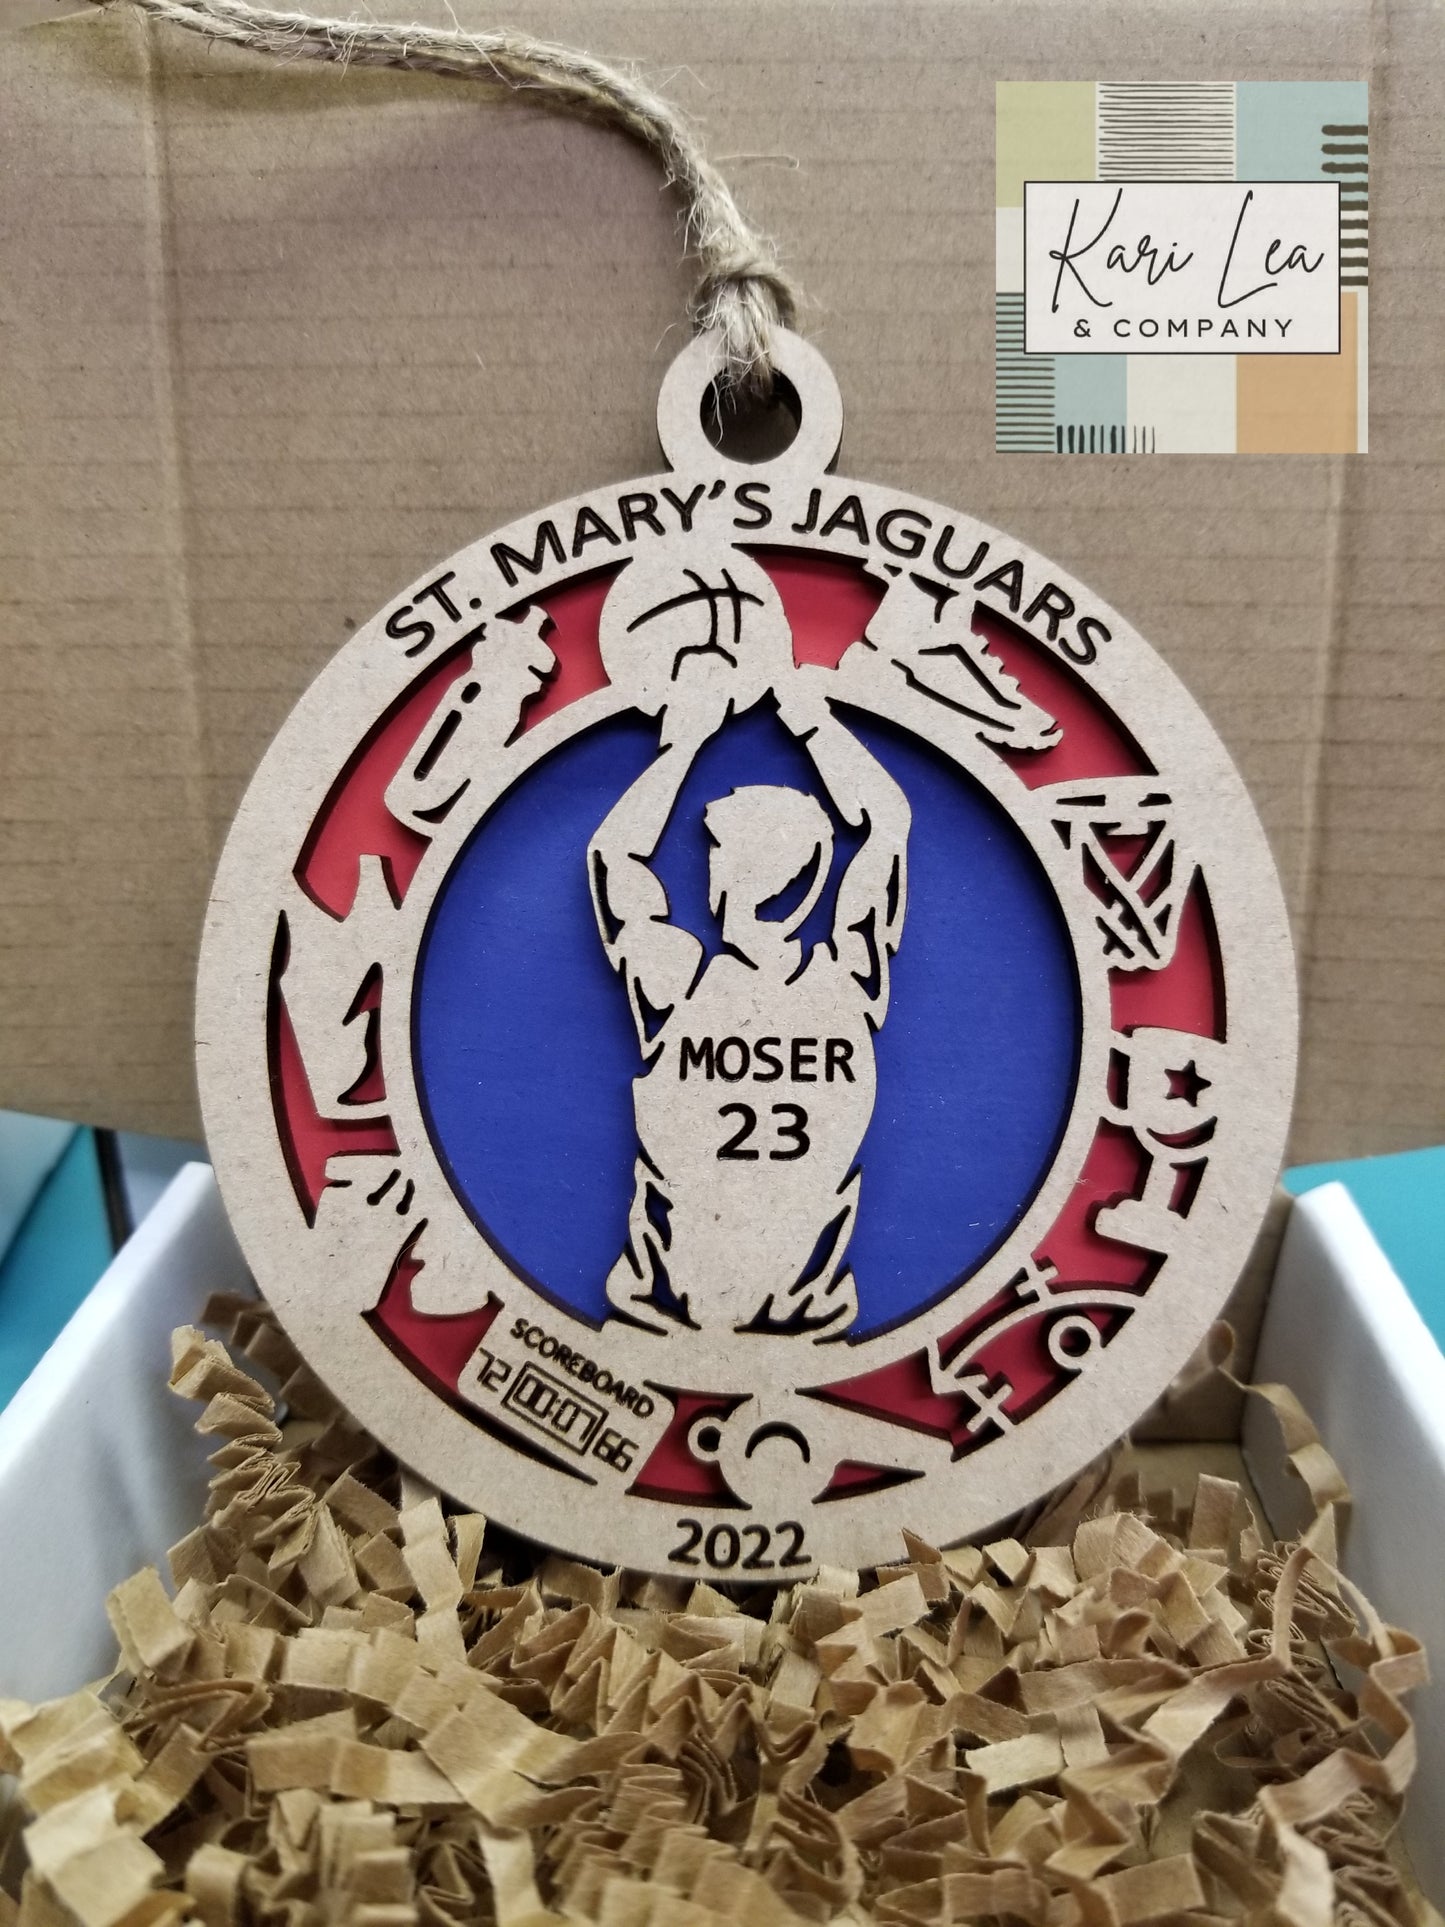 Kari Lea
& COMPANY
ST. MARY'S JAGUARS
MOSER
23
SCOREBOARD
72 00:07 66
2022